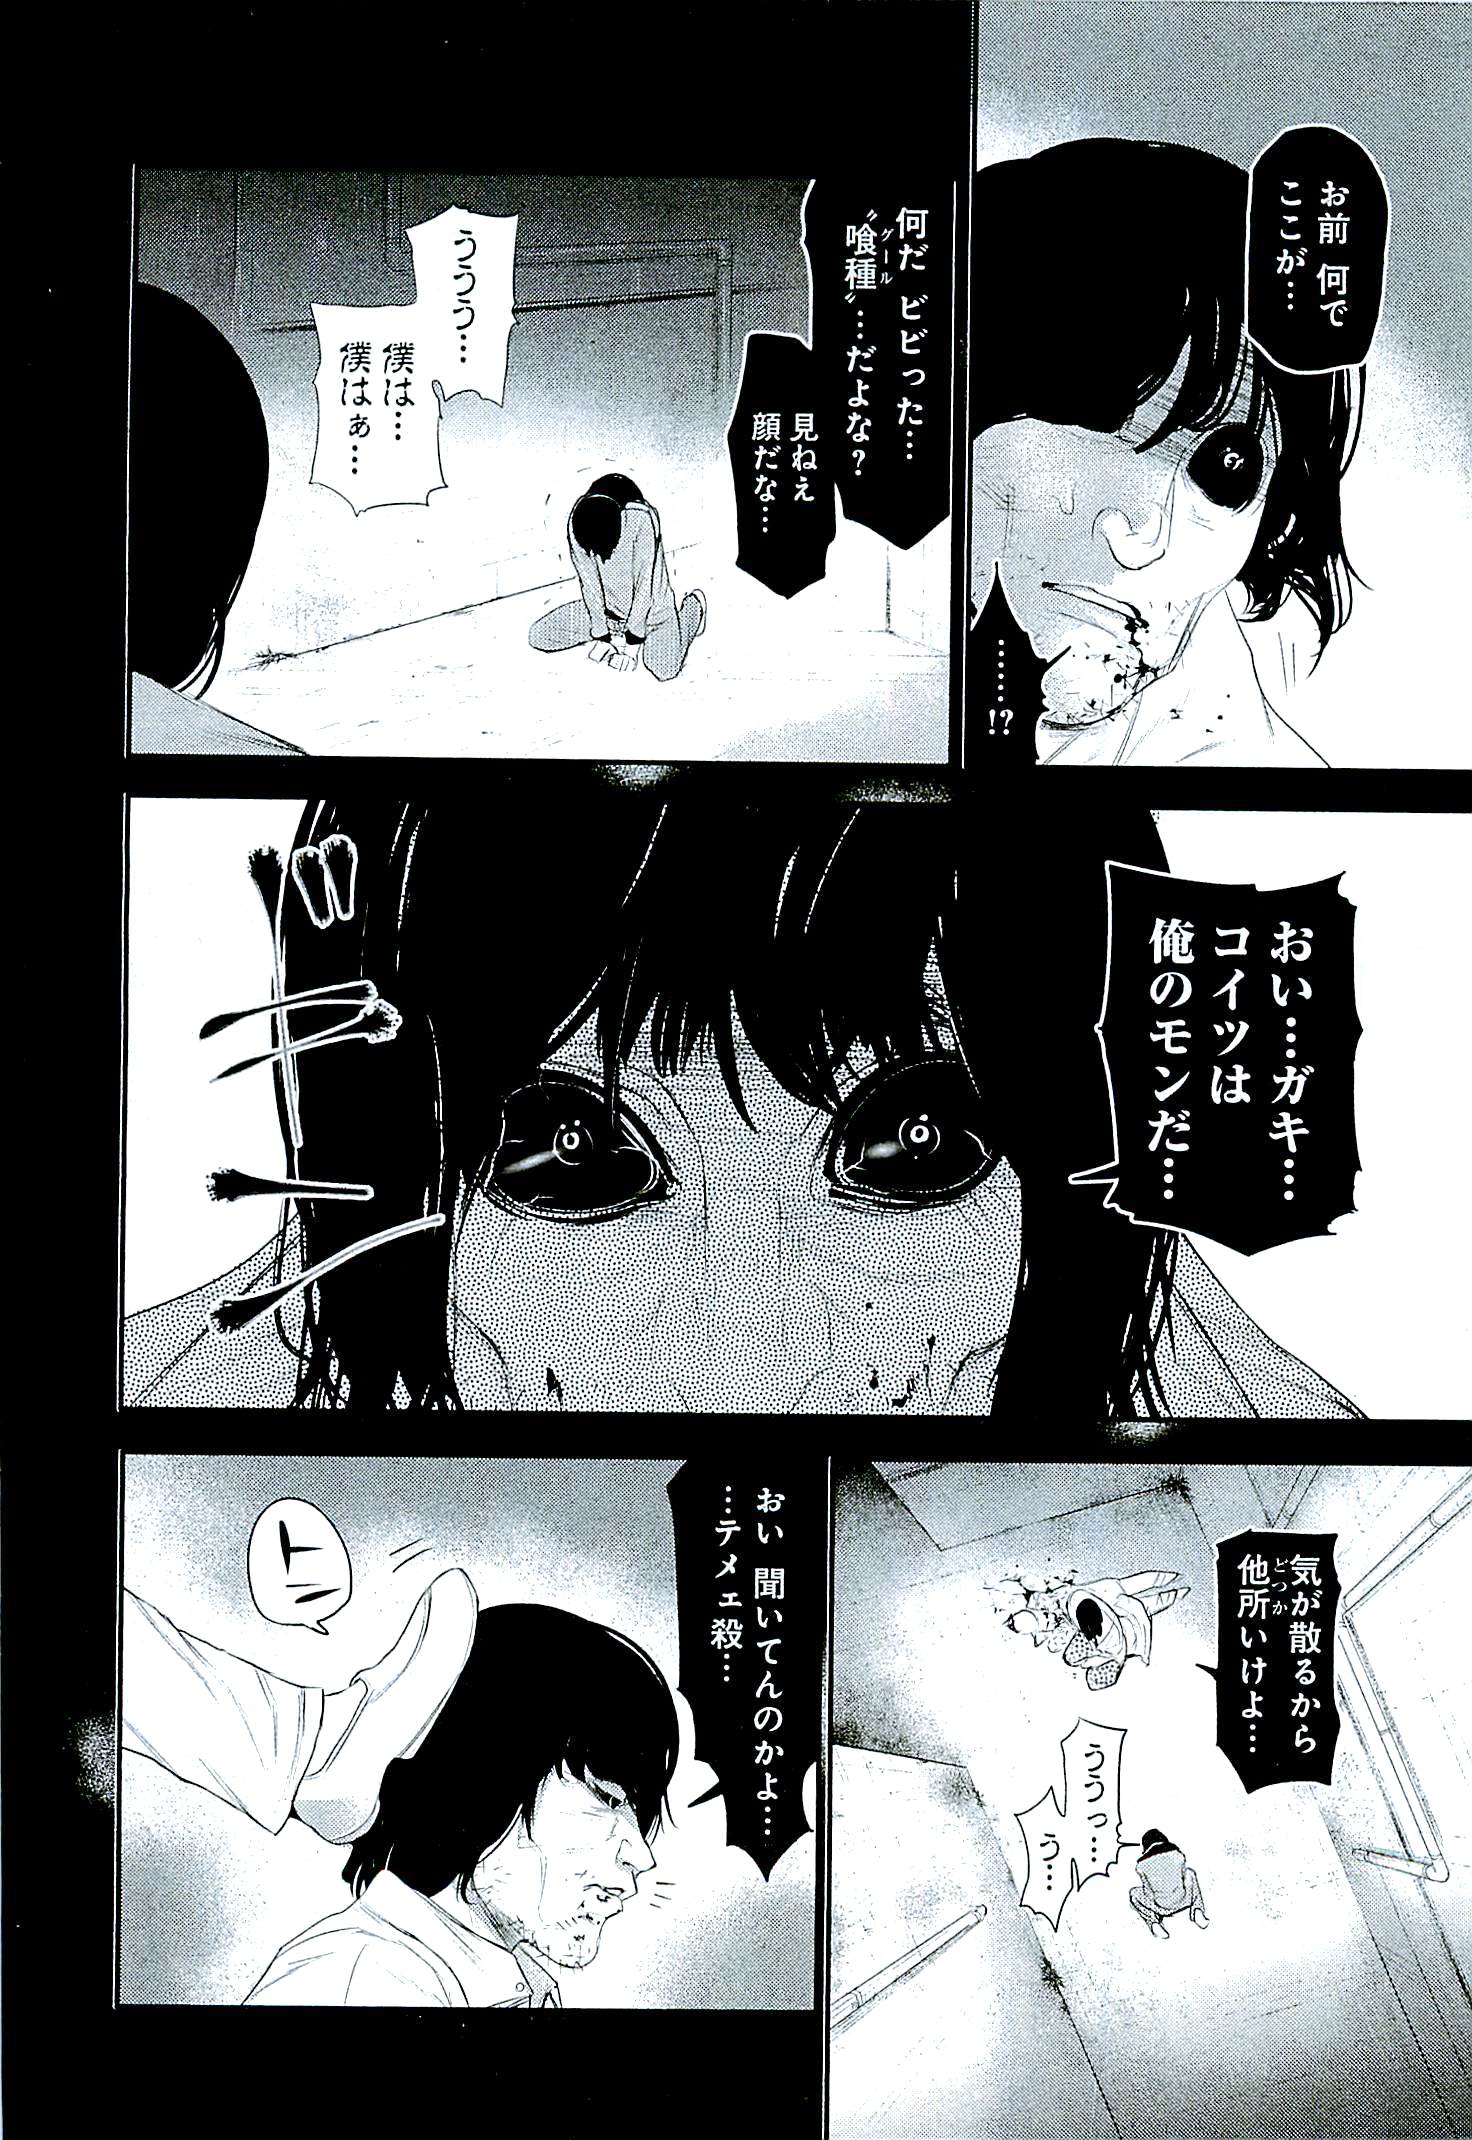 お前 何で
ここが…
……!?
何だ ビビった…
〝喰種〟…だよな?
グール
見ねえ
顔だな…
ううう…
僕は…
僕はぁ…
おい…ガキ…
コイツは
俺のモンだ…
ギキ
気が散るから
他所いけよ…
どっか
ううっ…
う…
おい 聞いてんのかよ…
…テメェ殺…
トン